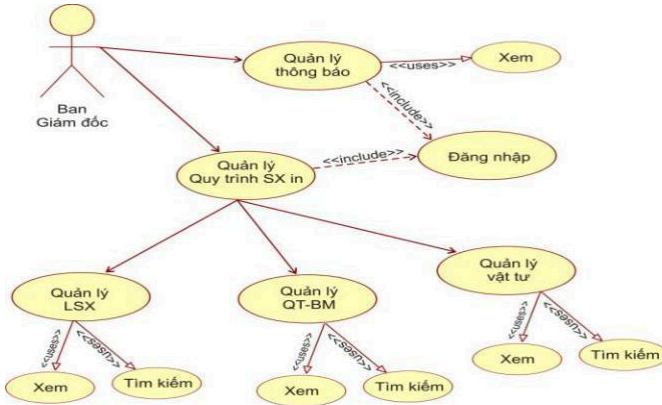 Quản lý
thông báo
<<uses>>
Xem
<<include>>
Ban
Giám đốc
Quản lý
Quy trình SX in
<<include>>
Đăng nhập
Quản lý
LSX
Quản lý
QT-BM
Quản lý
vật tư
<<uses>>
<<uses>>
<<uses>>
<<uses>>
<<uses>>
<<uses>>
Xem
Tìm kiếm
Xem
Tìm kiếm
Xem
Tìm kiếm